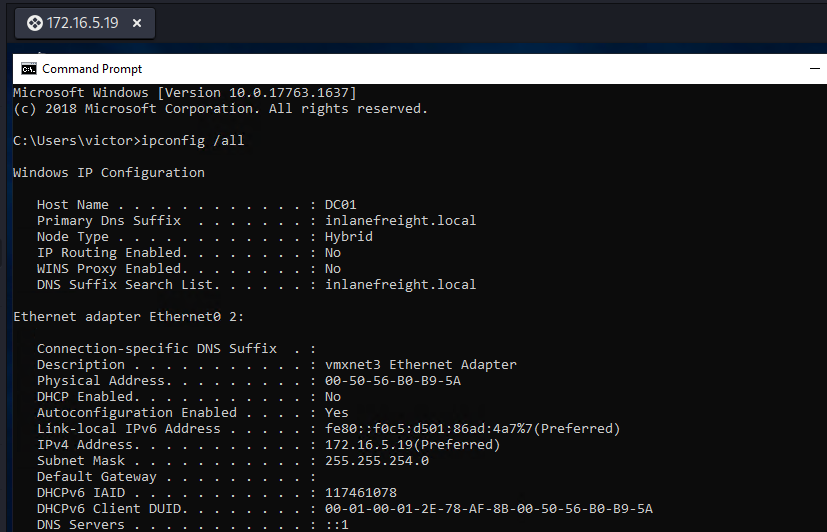 172.16.5.19 ×
Command Prompt
Microsoft Windows [Version 10.0.17763.1637]
(c) 2018 Microsoft Corporation. All rights reserved.
C:\Users\victor>ipconfig /all
Windows IP Configuration
Host Name . . . . . . . . . . . . : DC01
Primary Dns Suffix  . . . . . . . : inlanefreight.local
Node Type . . . . . . . . . . . . : Hybrid
IP Routing Enabled. . . . . . . . : No
WINS Proxy Enabled. . . . . . . . : No
DNS Suffix Search List. . . . . . : inlanefreight.local
Ethernet adapter Ethernet0 2:
Connection-specific DNS Suffix  . :
Description . . . . . . . . . . . : vmxnet3 Ethernet Adapter
Physical Address. . . . . . . . . : 00-50-56-B0-B9-5A
DHCP Enabled. . . . . . . . . . . : No
Autoconfiguration Enabled . . . . : Yes
Link-local IPv6 Address . . . . . : fe80::f0c5:d501:86ad:4a7%7(Preferred)
IPv4 Address. . . . . . . . . . . : 172.16.5.19(Preferred)
Subnet Mask . . . . . . . . . . . : 255.255.254.0
Default Gateway . . . . . . . . . :
DHCPv6 IAID . . . . . . . . . . . : 117461078
DHCPv6 Client DUID. . . . . . . . : 00-01-00-01-2E-78-AF-8B-00-50-56-B0-B9-5A
DNS Servers . . . . . . . . . . . : ::1